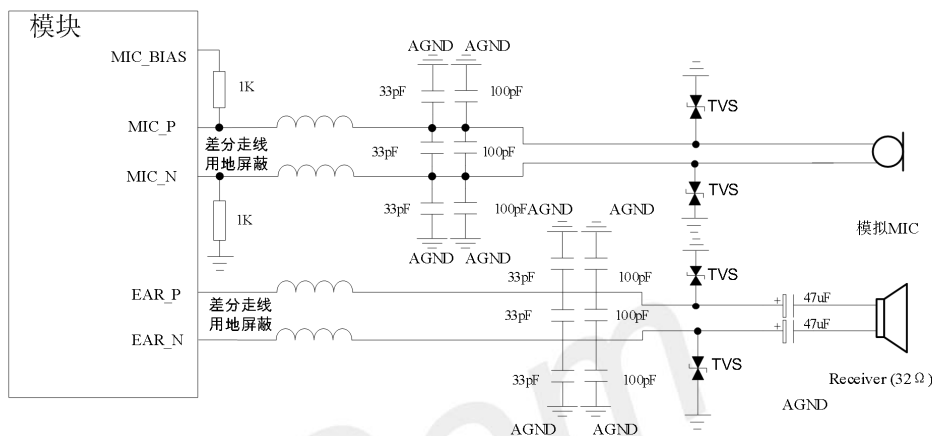 模块
MIC_BIAS
1K
MIC_P
差分走线
用地屏蔽
MIC_N
1K
EAR_P
差分走线
用地屏蔽
EAR_N
AGND AGND
33pF 100pF
33pF 100pF
33pF 100pF
AGND AGND
AGND AGND
33pF 100pF
33pF 100pF
33pF 100pF
AGND AGND
TVS
TVS
模拟MIC
TVS
+ 47uF
+ 47uF
TVS
Receiver (32Ω)
AGND